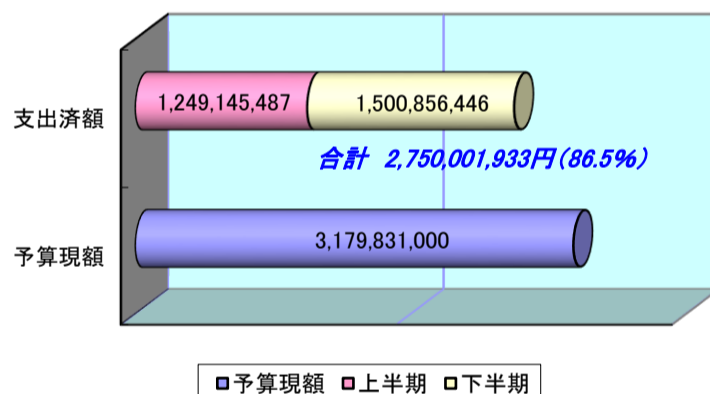 支出済額
1,249,145,487
1,500,856,446
合計 2,750,001,933円(86.5%)
予算現額
3,179,831,000
予算現額 上半期 下半期